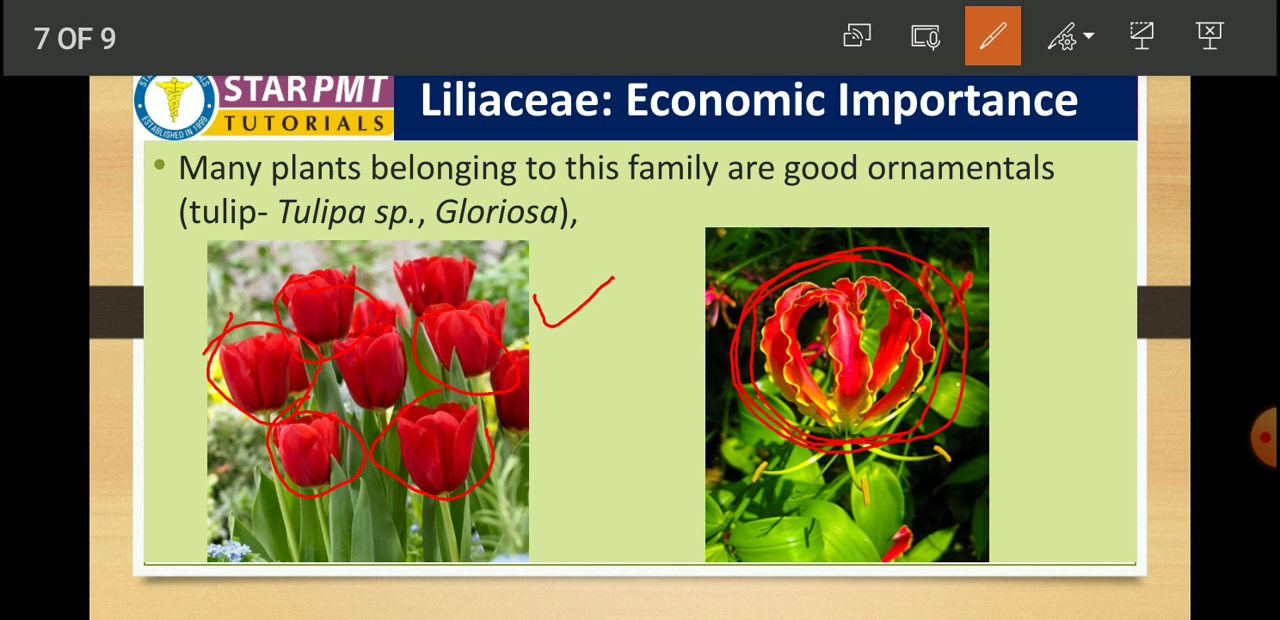 7 OF 9
STAR PMT
TUTORIALS
ESTABLISHED IN 1999
Liliaceae: Economic Importance
• Many plants belonging to this family are good ornamentals
(tulip- Tulipa sp., Gloriosa),